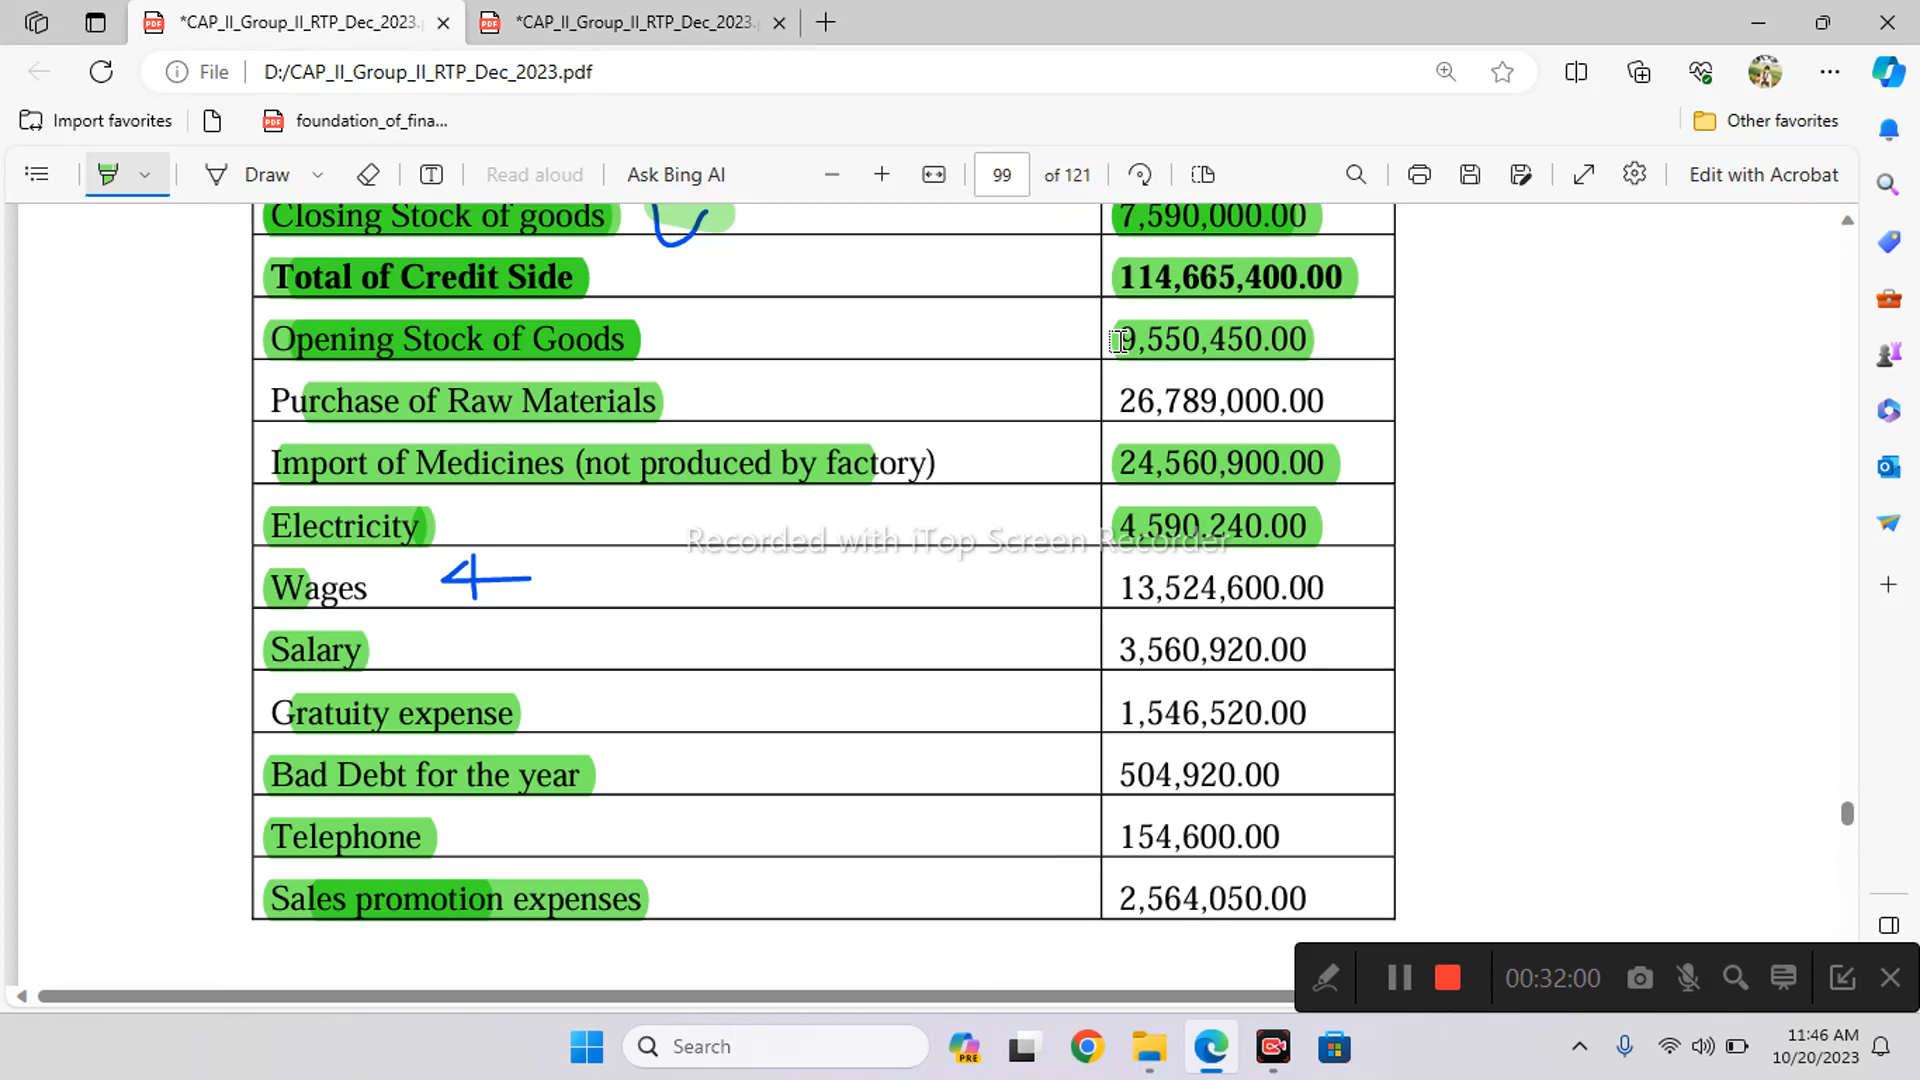 *CAP_II_Group_II_RTP_Dec_2023.
*CAP_II_Group_II_RTP_Dec_2023.
File D:/CAP_II_Group_II_RTP_Dec_2023.pdf
Import favorites
foundation_of_fina...
Other favorites
Draw
Read aloud
Ask Bing AI
99 of 121
Edit with Acrobat
Closing Stock of goods 7,590,000.00
Total of Credit Side 114,665,400.00
Opening Stock of Goods 9,550,450.00
Purchase of Raw Materials 26,789,000.00
Import of Medicines (not produced by factory) 24,560,900.00
Electricity 4,590,240.00
Recorded with iTop Screen Recorder
Wages 13,524,600.00
Salary 3,560,920.00
Gratuity expense 1,546,520.00
Bad Debt for the year 504,920.00
Telephone 154,600.00
Sales promotion expenses 2,564,050.00
00:32:00
Search
PRE
11:46 AM
10/20/2023